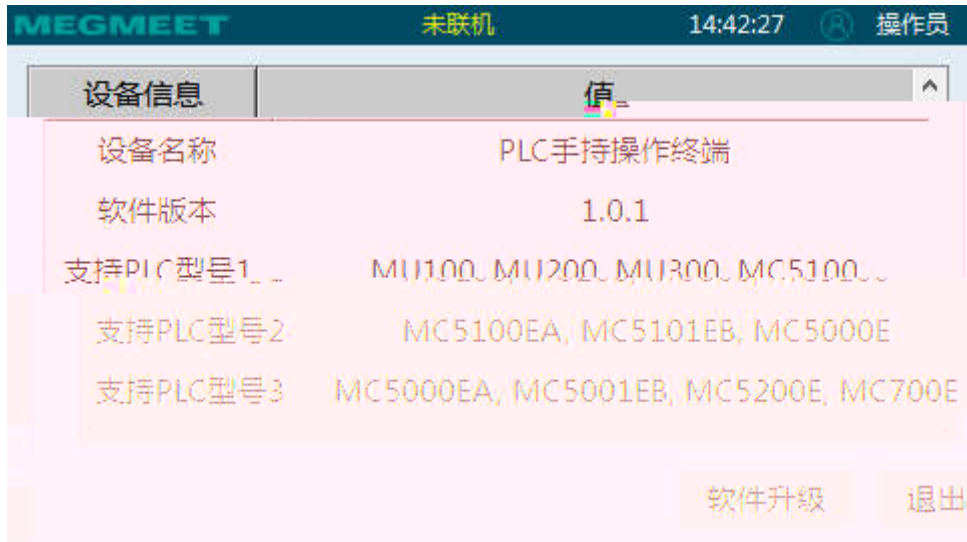 MEGMEET 未联机 14:42:27 操作员
设备信息 值
设备名称 PLC手持操作终端
软件版本 1.0.1
支持PLC型号1 MU100, MU200, MU300, MC5100
支持PLC型号2 MC5100EA, MC5101EB, MC5000E
支持PLC型号3 MC5000EA, MC5001EB, MC5200E, MC700E
软件升级 退出